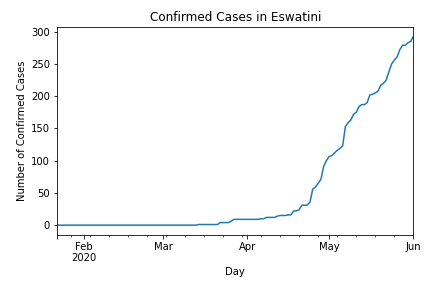 Confirmed Cases in Eswatini
300
250
200
150
100
50
0
Number of Confirmed Cases
Feb Mar Apr May Jun
2020
Day